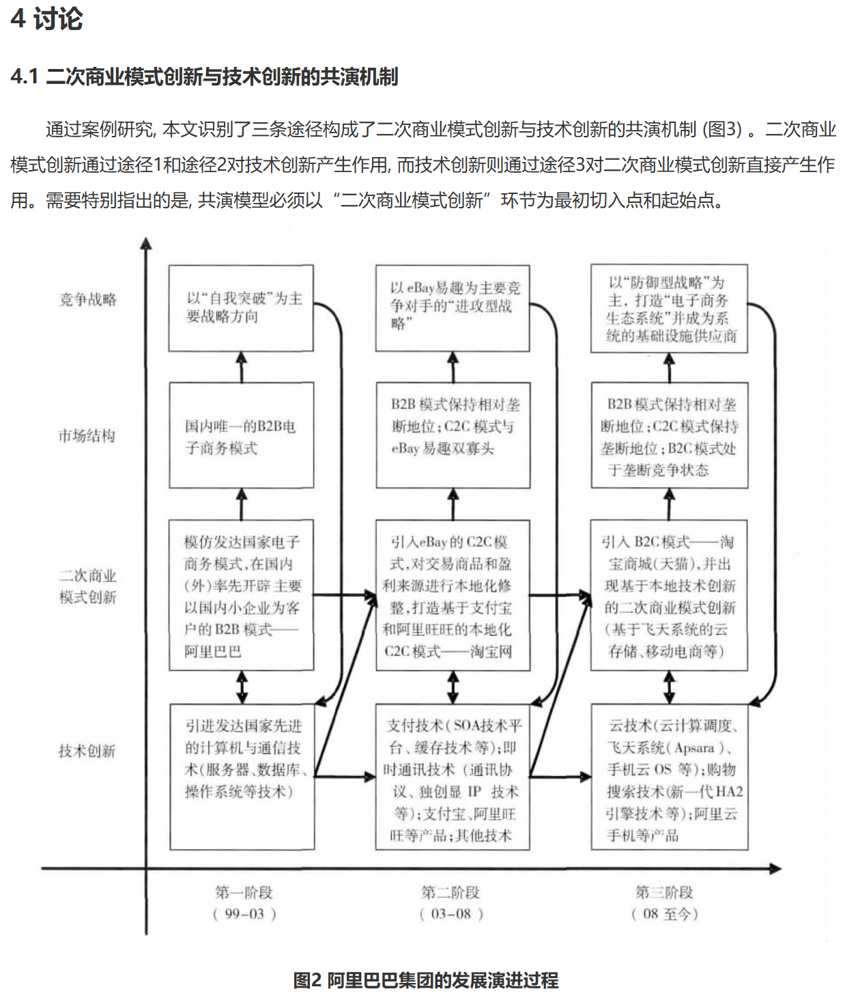 4 讨论
4.1 二次商业模式创新与技术创新的共演机制
通过案例研究, 本文识别了三条途径构成了二次商业模式创新与技术创新的共演机制 (图3) 。二次商业
模式创新通过途径1和途径2对技术创新产生作用, 而技术创新则通过途径3对二次商业模式创新直接产生作
用。需要特别指出的是, 共演模型必须以“二次商业模式创新”环节为最初切入点和起始点。
竞争战略
以“自我突破”为主
要战略方向
以 eBay易趣为主要竞
争对手的“进攻型战
略”
以“防御型战略”为
主，打造“电子商务
生态系统”并成为系
统的基础设施供应商
市场结构
国内唯一的B2B电
子商务模式
B2B 模式保持相对垄
断地位；C2C 模式与
eBay 易趣双寡头
B2B 模式保持相对垄
断地位；C2C模式保持
垄断地位；B2C模式处
于垄断竞争状态
二次商业
模式创新
模仿发达国家电子
商务模式，在国内
（外）率先开辟 主要
以国内小企业为客
户的 B2B 模式——
阿里巴巴
引入eBay 的 C2C 模
式，对交易商品和盈
利来源进行本地化修
整，打造基于支付宝
和阿里旺旺的本地化
C2C 模式——淘宝网
引入 B2C 模式——淘
宝商城(天猫)，并出
现基于本地技术创新
的二次商业模式创新
(基于飞天系统的云
存储、移动电商等)
技术创新
引进发达国家先进
的计算机与通信技
术(服务器、数据库、
操作系统等技术)
支付技术( SOA技术平
台、缓存技术等)；即
时通讯技术 (通讯协
议、独创显 IP 技术
等)；支付宝、阿里旺
旺等产品；其他技术
云技术(云计算调度、
飞天系统( Apsara )、
手机云 OS 等)；购物
搜索技术(新一代 HA2
引擎技术等)；阿里云
手机等产品
第一阶段
( 99-03 )
第二阶段
( 03-08 )
第三阶段
( 08 至今)
图2 阿里巴巴集团的发展演进过程